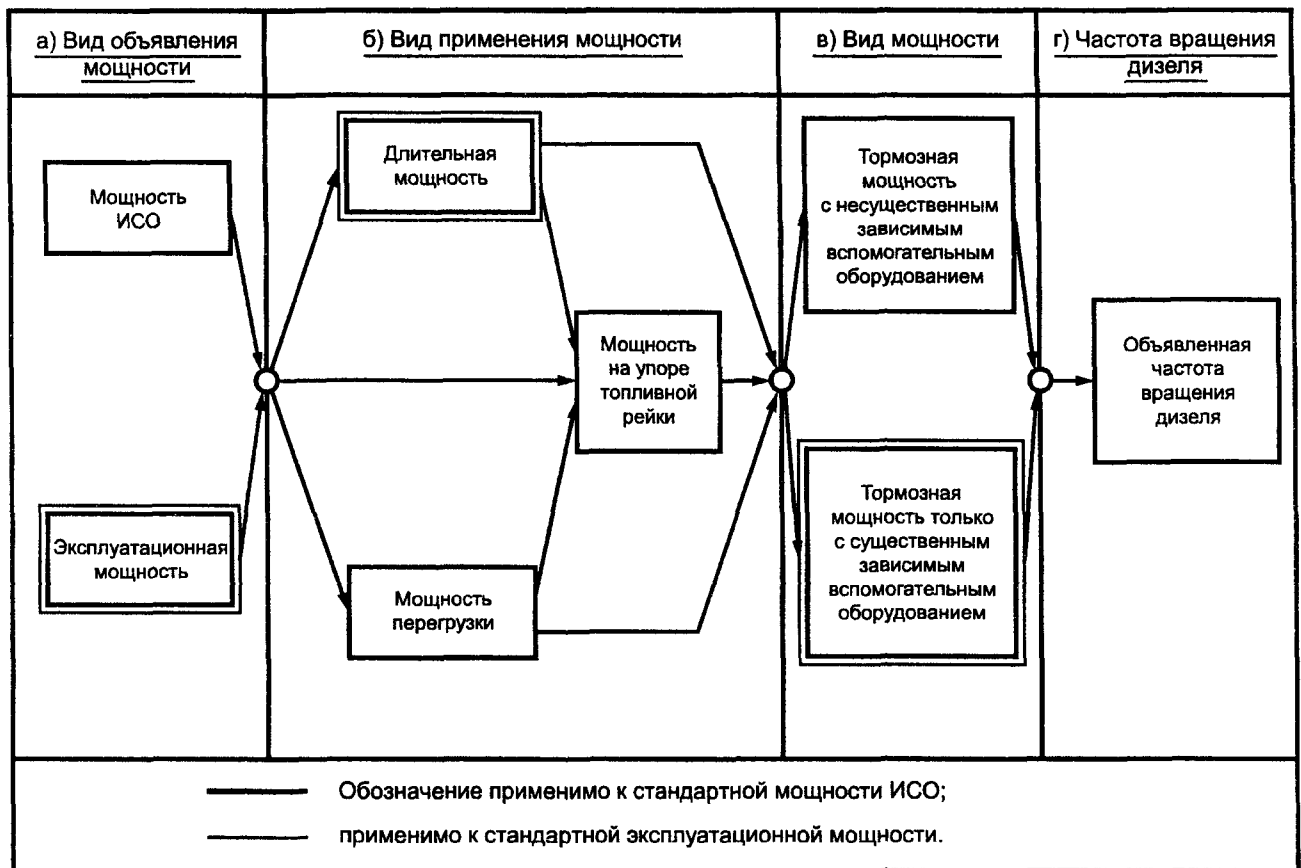 а) Вид объявления
мощности
б) Вид применения мощности
в) Вид мощности
г) Частота вращения
дизеля
Мощность
ИСО
Эксплуатационная
мощность
Длительная
мощность
Мощность
на упоре
топливной
рейки
Мощность
перегрузки
Тормозная
мощность
с несущественным
зависимым
вспомогательным
оборудованием
Тормозная
мощность только
с существенным
зависимым
вспомогательным
оборудованием
Объявленная
частота
вращения
дизеля
Обозначение применимо к стандартной мощности ИСО;
применимо к стандартной эксплуатационной мощности.